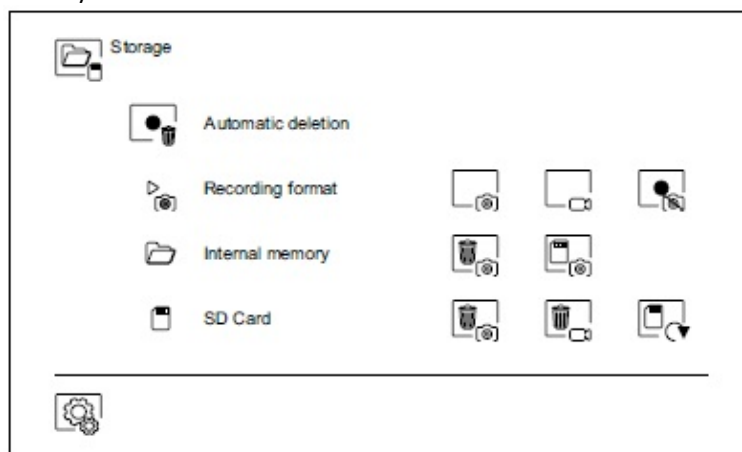 Storage
Automatic deletion
Recording format
Internal memory
SD Card